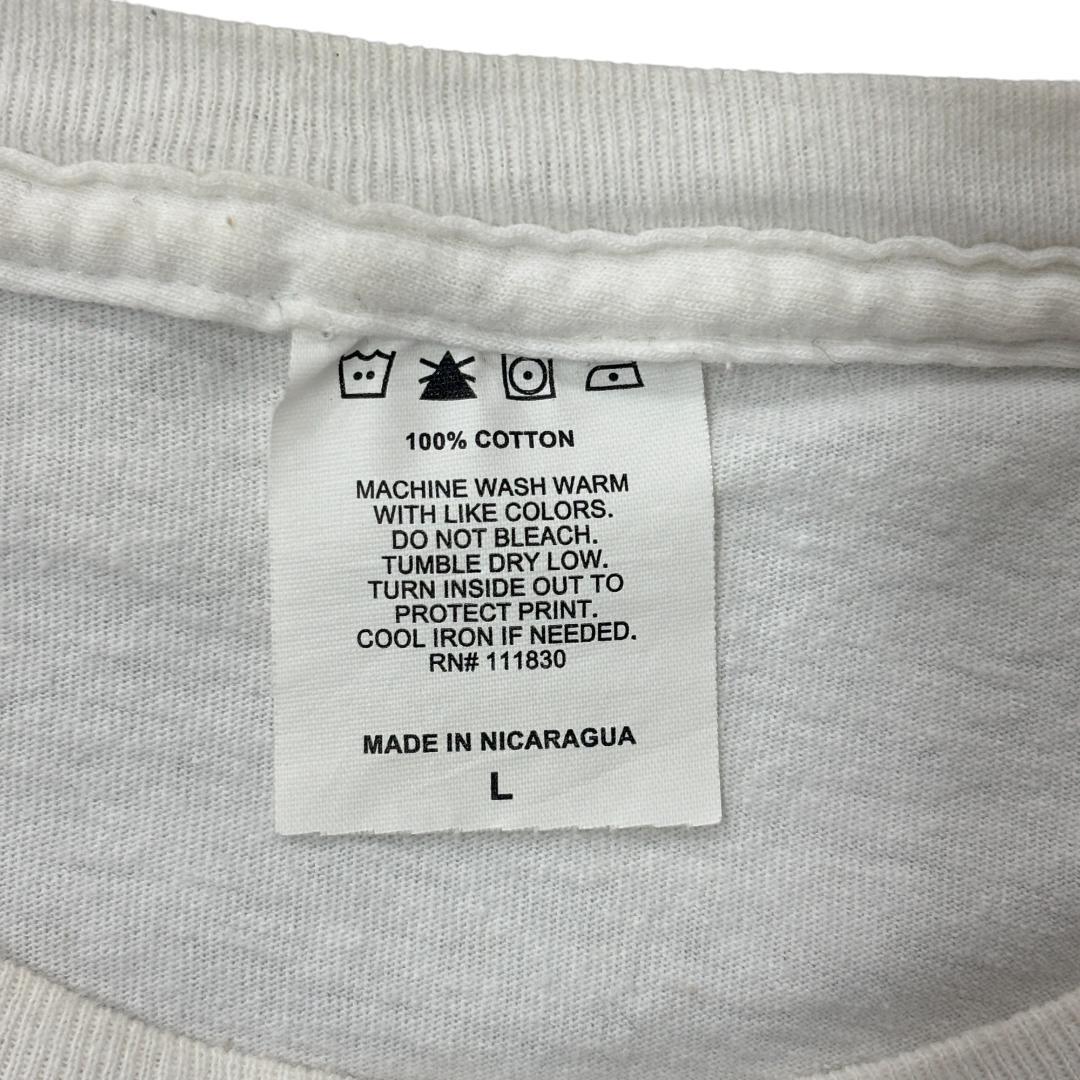 100% COTTON
MACHINE WASH WARM
WITH LIKE COLORS.
DO NOT BLEACH.
TUMBLE DRY LOW.
TURN INSIDE OUT TO
PROTECT PRINT.
COOL IRON IF NEEDED.
RN# 111830
MADE IN NICARAGUA
L